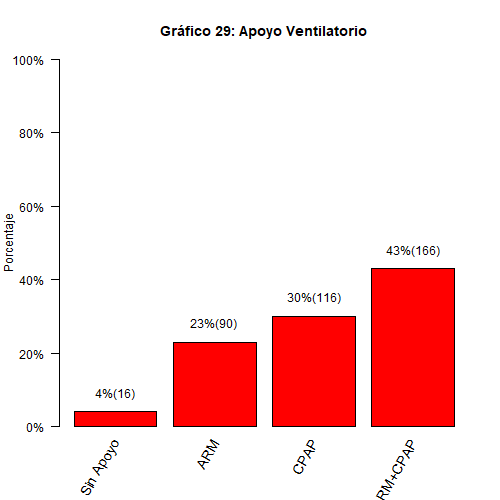 Gráfico 29: Apoyo Ventilatorio
Porcentaje
100%
80%
60%
40%
20%
0%
4%(16)
23%(90)
30%(116)
43%(166)
Sin Apoyo
ARM
CPAP
RM+CPAP